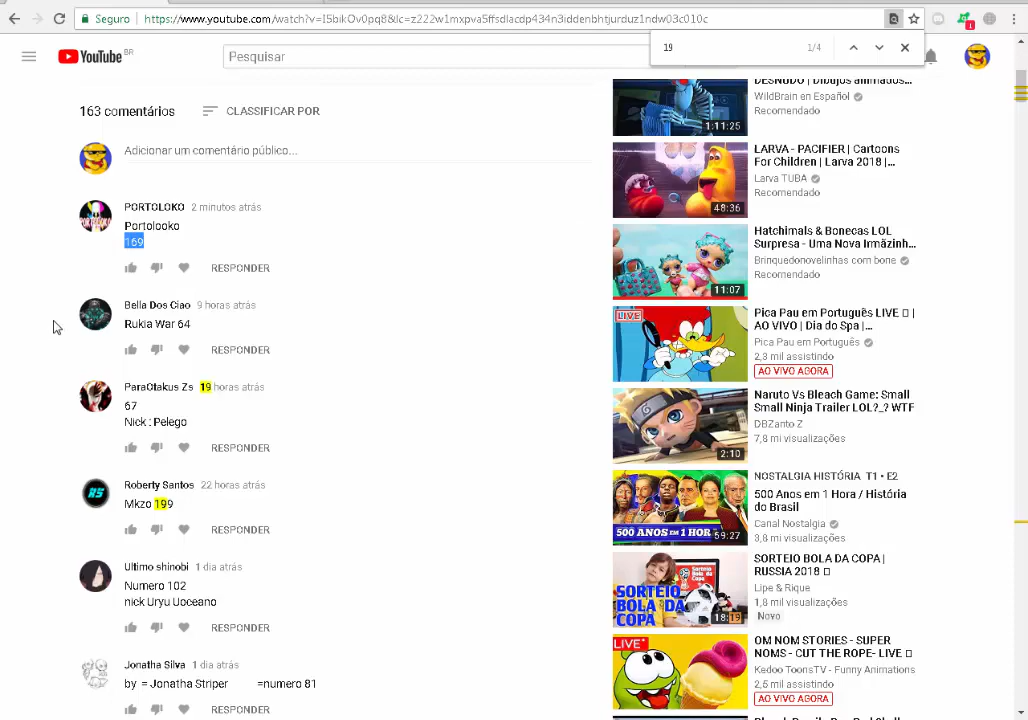 Seguro
https://www.youtube.com/watch?v=I5bikOv0pq8&lc=z222w1mxpva5ffsdlacdp434n3iddenbhtjurduz1ndw03c010c
19
1/4
YouTube BR
Pesquisar
163 comentários
CLASSIFICAR POR
Adicionar um comentário público...
PORTOLOKO 2 minutos atrás
Portolooko
169
RESPONDER
Bella Dos Ciao 9 horas atrás
Rukia War 64
RESPONDER
ParaOtakus Zs 19 horas atrás
67
Nick : Pelego
RESPONDER
Roberty Santos 22 horas atrás
Mkzo 199
RESPONDER
Ultimo shinobi 1 dia atrás
Numero 102
nick Uryu Uoceano
RESPONDER
Jonatha Silva 1 dia atrás
by = Jonatha Striper =numero 81
RESPONDER
DESNUDO | Dibujos animados...
WildBrain en Español
Recomendado
1:11:25
LARVA - PACIFIER | Cartoons
For Children | Larva 2018 |...
Larva TUBA
Recomendado
48:36
Hatchimals & Bonecas LOL
Surpresa - Uma Nova Irmãzinh...
Brinquedonovelinhas com bone
Recomendado
11:07
LIVE
Pica Pau em Português LIVE |
AO VIVO | Dia do Spa |...
Pica Pau em Português
2,3 mil assistindo
AO VIVO AGORA
Naruto Vs Bleach Game: Small
Small Ninja Trailer LOL?_? WTF
DBZanto Z
7,8 mi visualizações
2:10
NOSTALGIA HISTÓRIA T1 • E2
500 Anos em 1 Hora / História
do Brasil
Canal Nostalgia
3,8 mi visualizações
500 ANOS EM 1 HORA
59:27
SORTEIO BOLA DA COPA |
RUSSIA 2018
Lipe & Rique
1,8 mil visualizações
Novo
SORTEIO
BOLA DA
COPA
18:19
LIVE
OM NOM STORIES - SUPER
NOMS - CUT THE ROPE- LIVE
Kedoo ToonsTV - Funny Animations
2,5 mil assistindo
AO VIVO AGORA